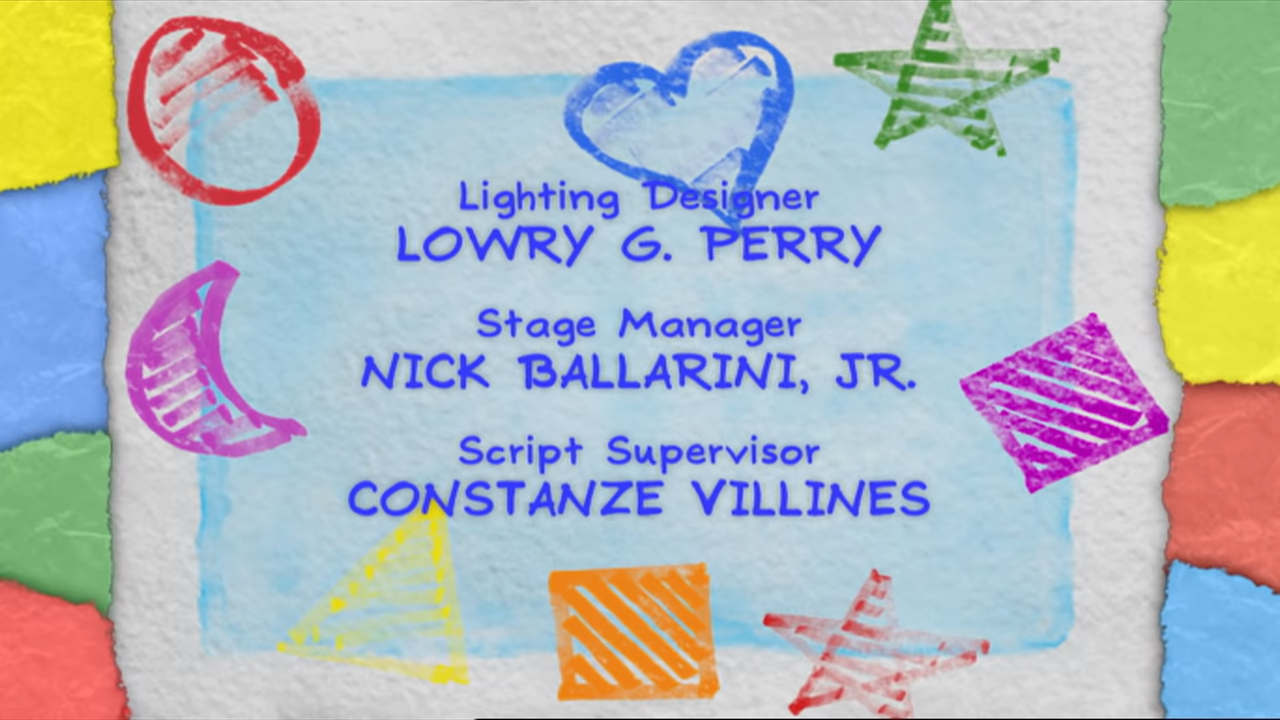 Lighting Designer
LOWRY G. PERRY
Stage Manager
NICK BALLARINI, JR.
Script Supervisor
CONSTANZE VILLINES